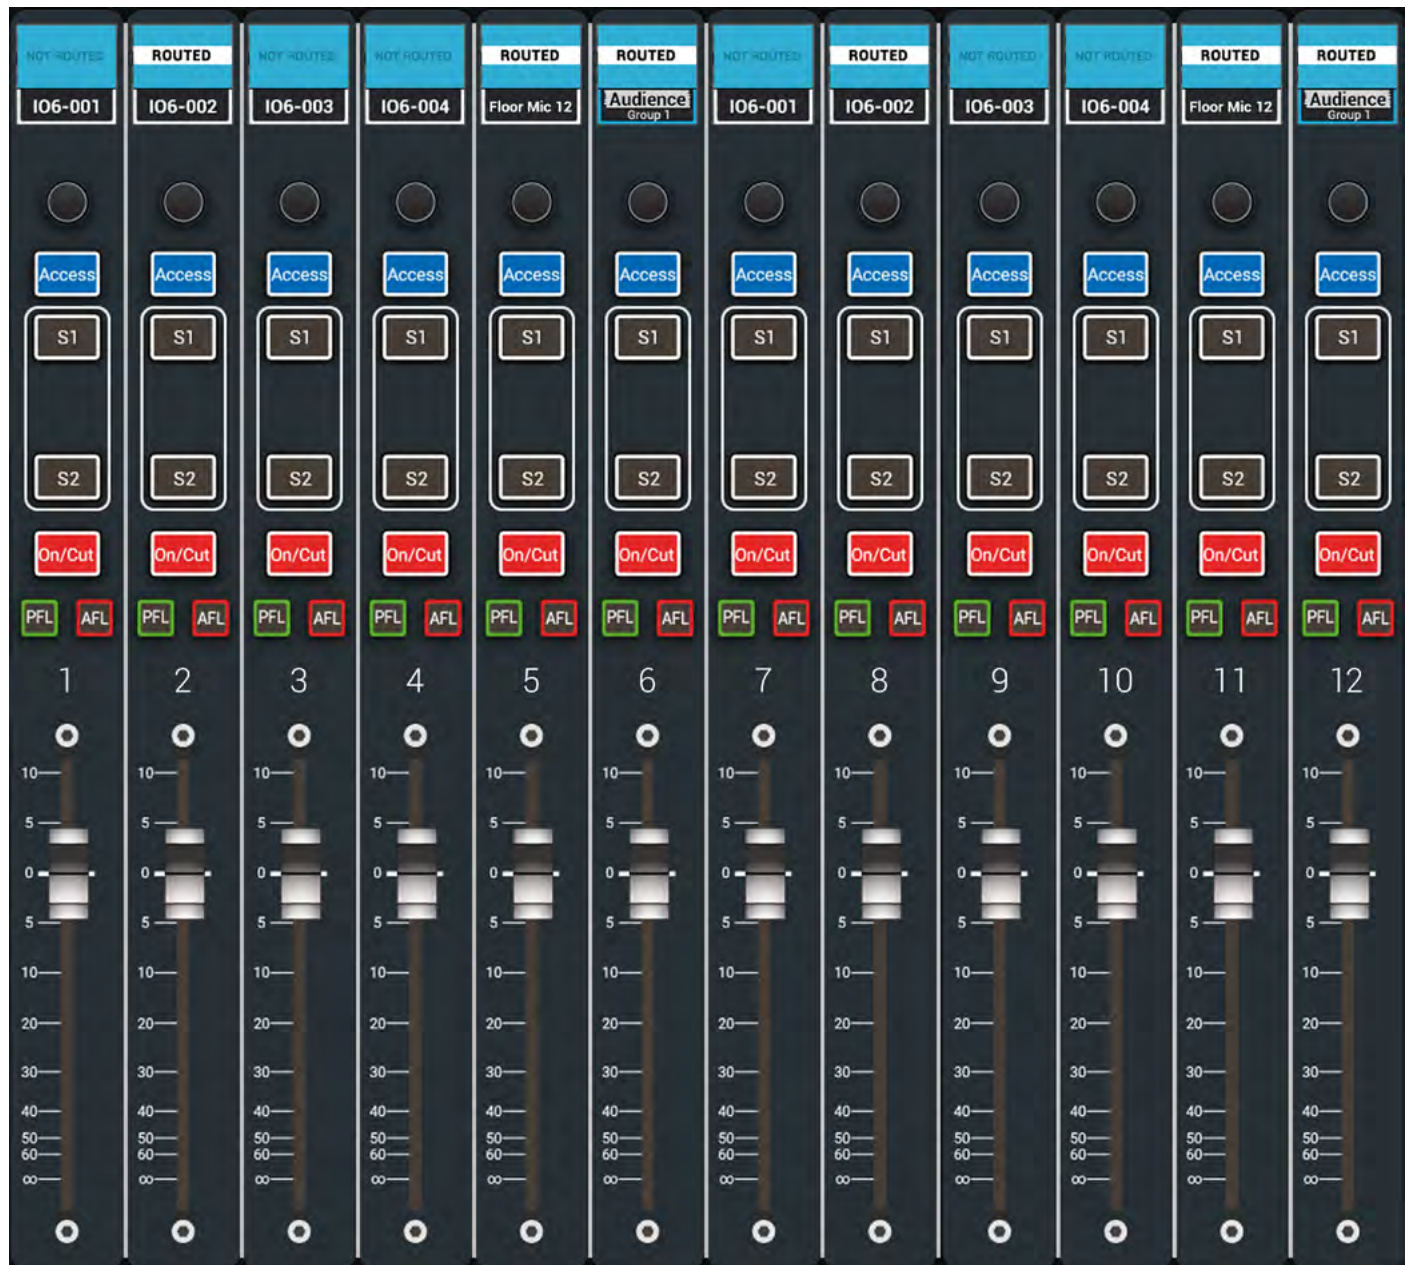 NOT ROUTED ROUTED NOT ROUTED NOT ROUTED ROUTED ROUTED NOT ROUTED ROUTED NOT ROUTED NOT ROUTED ROUTED ROUTED
IO6-001 IO6-002 IO6-003 IO6-004 Floor Mic 12 Audience IO6-001 IO6-002 IO6-003 IO6-004 Floor Mic 12 Audience
Group 1 Group 1
Access Access Access Access Access Access Access Access Access Access Access Access
S1 S1 S1 S1 S1 S1 S1 S1 S1 S1 S1 S1
S2 S2 S2 S2 S2 S2 S2 S2 S2 S2 S2 S2
On/Cut On/Cut On/Cut On/Cut On/Cut On/Cut On/Cut On/Cut On/Cut On/Cut On/Cut On/Cut
PFL AFL PFL AFL PFL AFL PFL AFL PFL AFL PFL AFL PFL AFL PFL AFL PFL AFL PFL AFL PFL AFL PFL AFL
1 2 3 4 5 6 7 8 9 10 11 12
10 10 10 10 10 10 10 10 10 10 10 10
5 5 5 5 5 5 5 5 5 5 5 5
0 0 0 0 0 0 0 0 0 0 0 0
5 5 5 5 5 5 5 5 5 5 5 5
10 10 10 10 10 10 10 10 10 10 10 10
20 20 20 20 20 20 20 20 20 20 20 20
30 30 30 30 30 30 30 30 30 30 30 30
40 40 40 40 40 40 40 40 40 40 40 40
50 50 50 50 50 50 50 50 50 50 50 50
60 60 60 60 60 60 60 60 60 60 60 60
∞ ∞ ∞ ∞ ∞ ∞ ∞ ∞ ∞ ∞ ∞ ∞